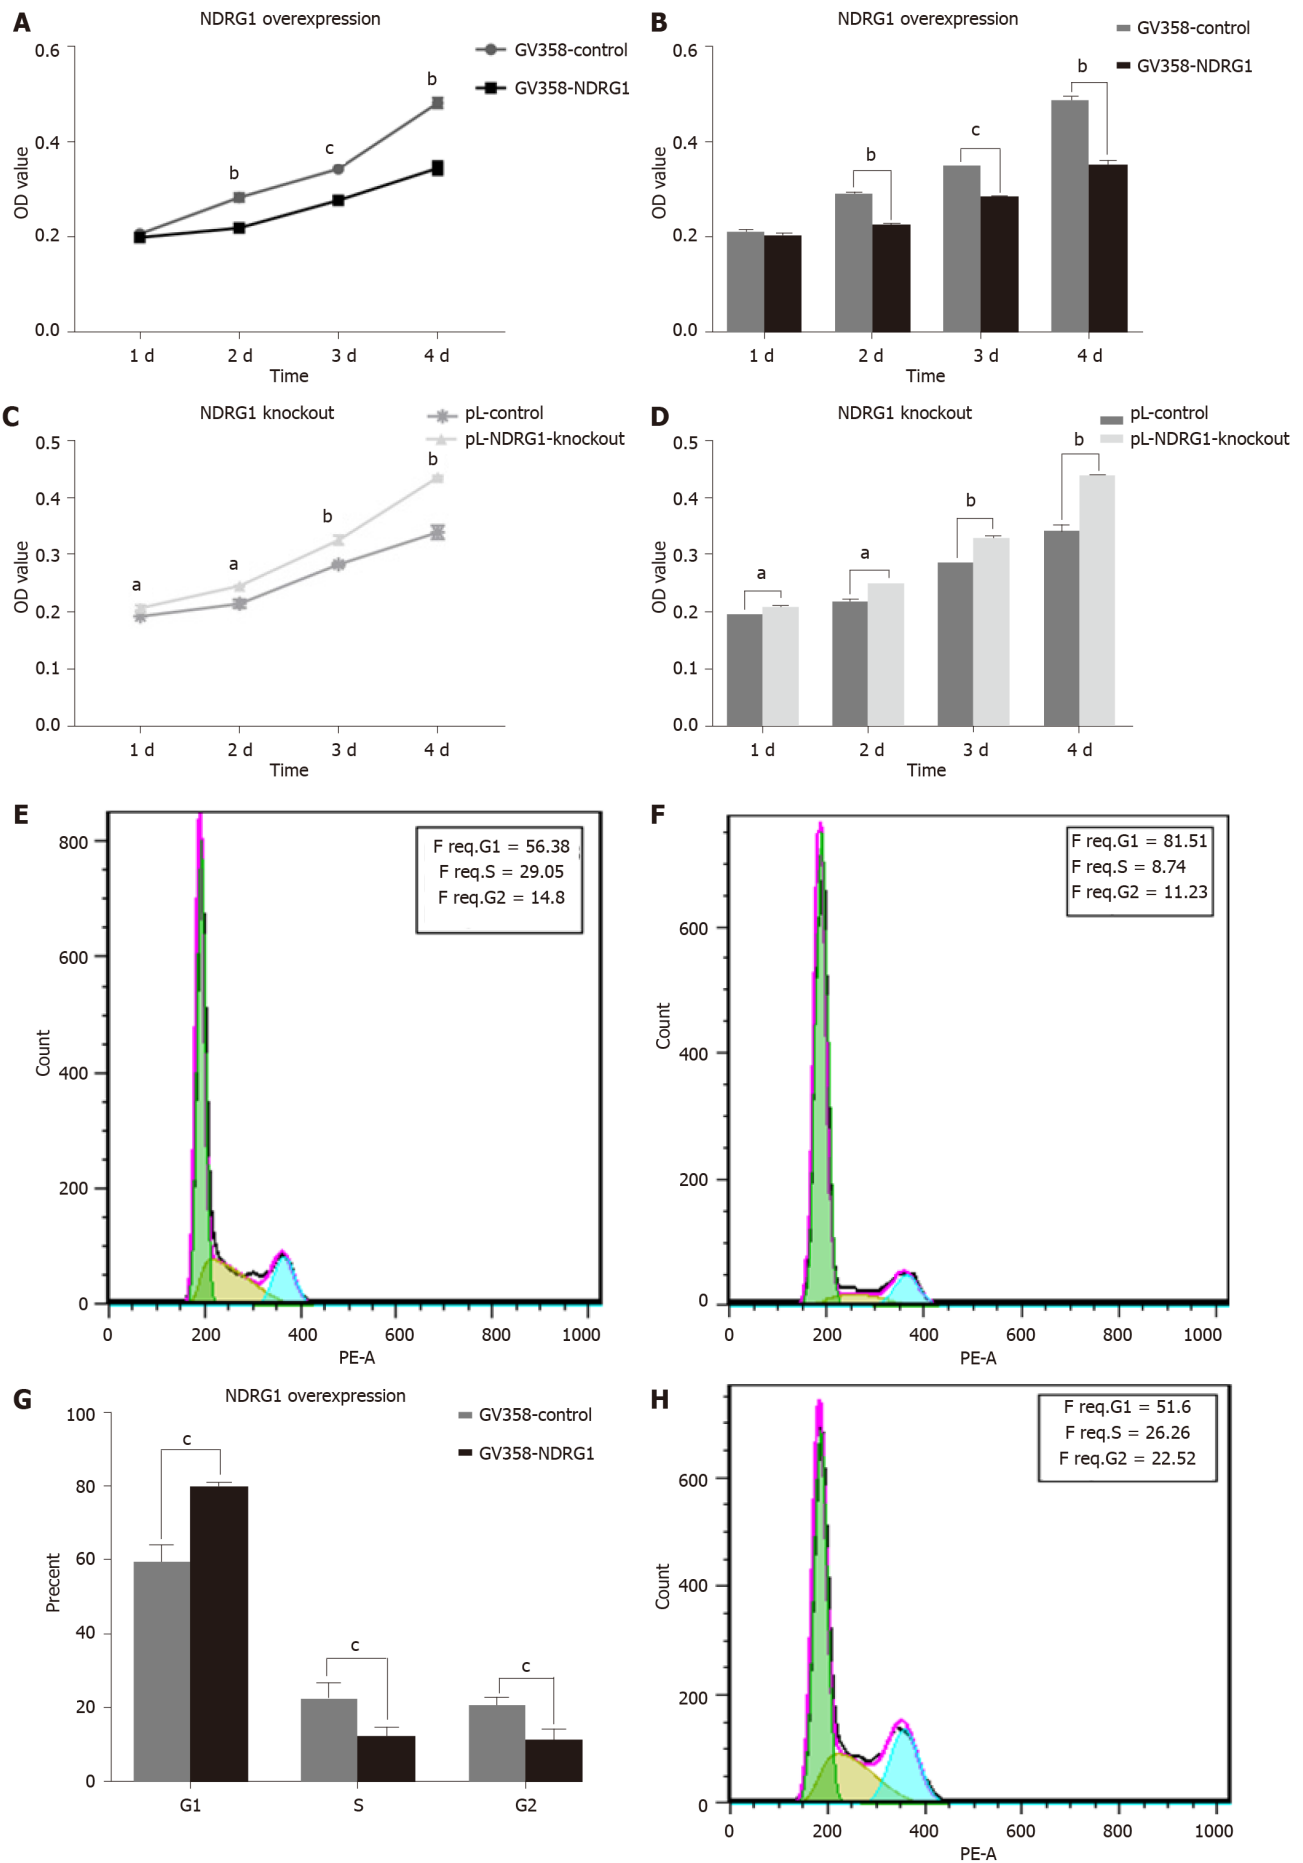 A
NDRG1 overexpression
GV358-control
GV358-NDRG1
0.6
0.4
0.2
0.0
OD value
b
c
b
1 d
2 d
3 d
4 d
Time
B
NDRG1 overexpression
GV358-control
GV358-NDRG1
0.6
0.4
0.2
0.0
OD value
b
c
b
1 d
2 d
3 d
4 d
Time
C
NDRG1 knockout
pL-control
pL-NDRG1-knockout
0.5
0.4
0.3
0.2
0.1
0.0
OD value
a
a
b
b
1 d
2 d
3 d
4 d
Time
D
NDRG1 knockout
pL-control
pL-NDRG1-knockout
0.5
0.4
0.3
0.2
0.1
0.0
OD value
a
a
b
b
1 d
2 d
3 d
4 d
Time
E
F req.G1 = 56.38
F req.S = 29.05
F req.G2 = 14.8
800
600
400
200
0
Count
0
200
400
600
800
1000
PE-A
F
F req.G1 = 81.51
F req.S = 8.74
F req.G2 = 11.23
600
400
200
0
Count
0
200
400
600
800
1000
PE-A
G
NDRG1 overexpression
GV358-control
GV358-NDRG1
100
80
60
40
20
0
Precent
c
c
c
G1
S
G2
H
F req.G1 = 51.6
F req.S = 26.26
F req.G2 = 22.52
600
400
200
0
Count
0
200
400
600
800
1000
PE-A